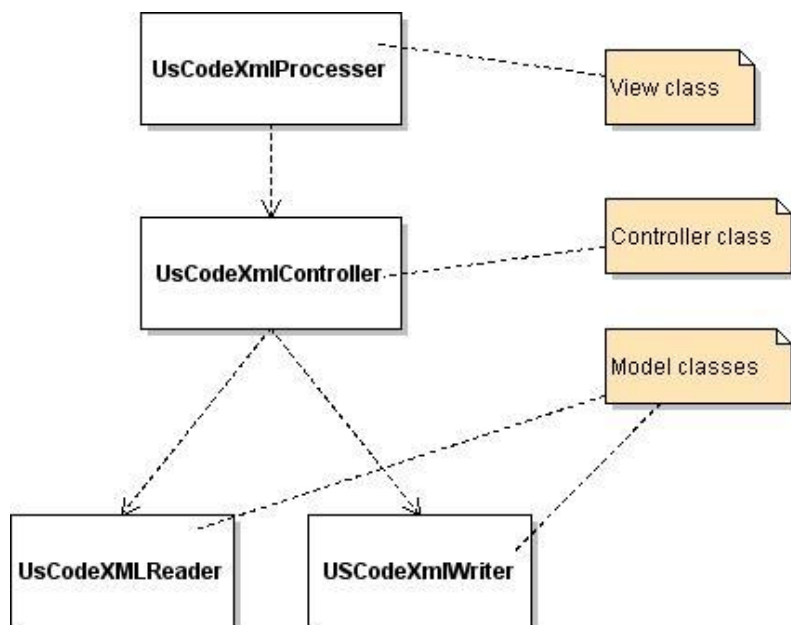 UsCodeXmlProcesser
View class
UsCodeXmlController
Controller class
Model classes
UsCodeXMLReader
USCodeXmlWriter